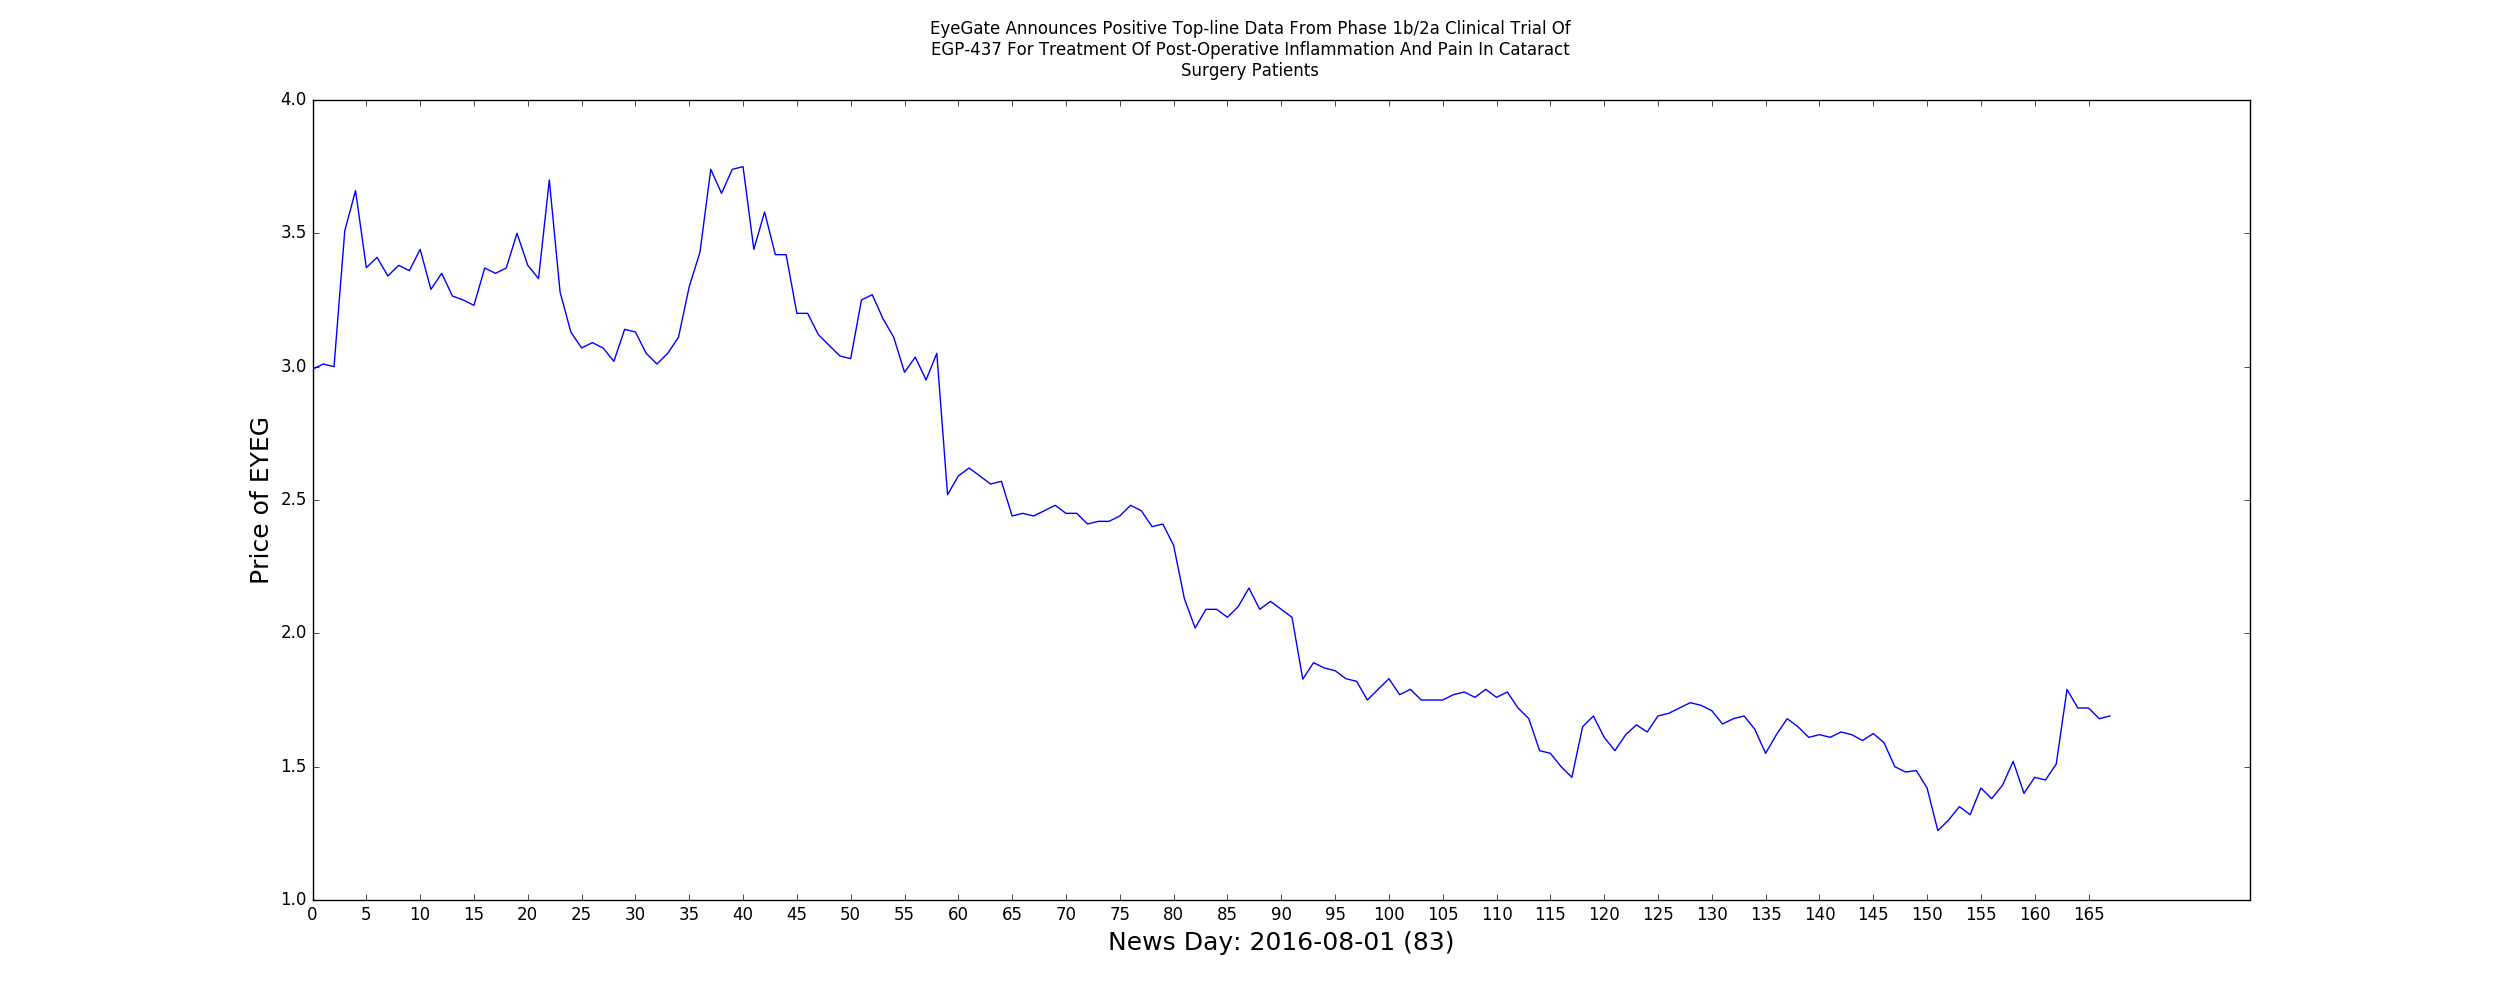 EyeGate Announces Positive Top-line Data From Phase 1b/2a Clinical Trial Of
EGP-437 For Treatment Of Post-Operative Inflammation And Pain In Cataract
Surgery Patients
4.0
3.5
3.0
2.5
2.0
1.5
1.0
Price of EYEG
0 5 10 15 20 25 30 35 40 45 50 55 60 65 70 75 80 85 90 95 100 105 110 115 120 125 130 135 140 145 150 155 160 165
News Day: 2016-08-01 (83)